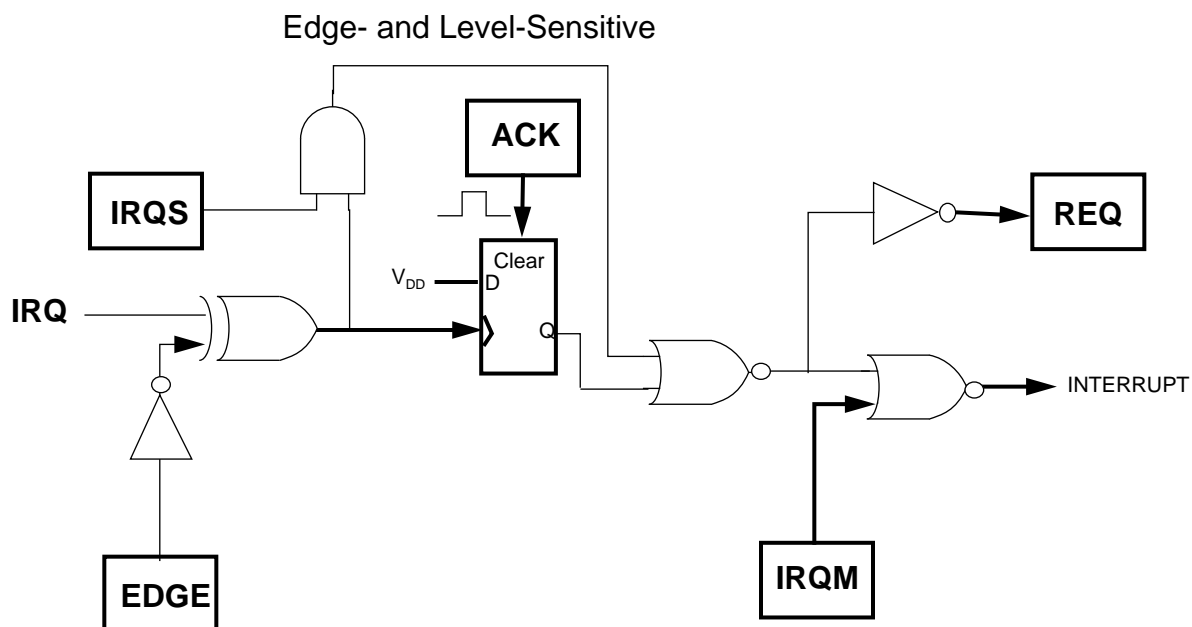 Edge- and Level-Sensitive
ACK
IRQS
REQ
Clear
VDD
D
IRQ
Q
INTERRUPT
IRQM
EDGE